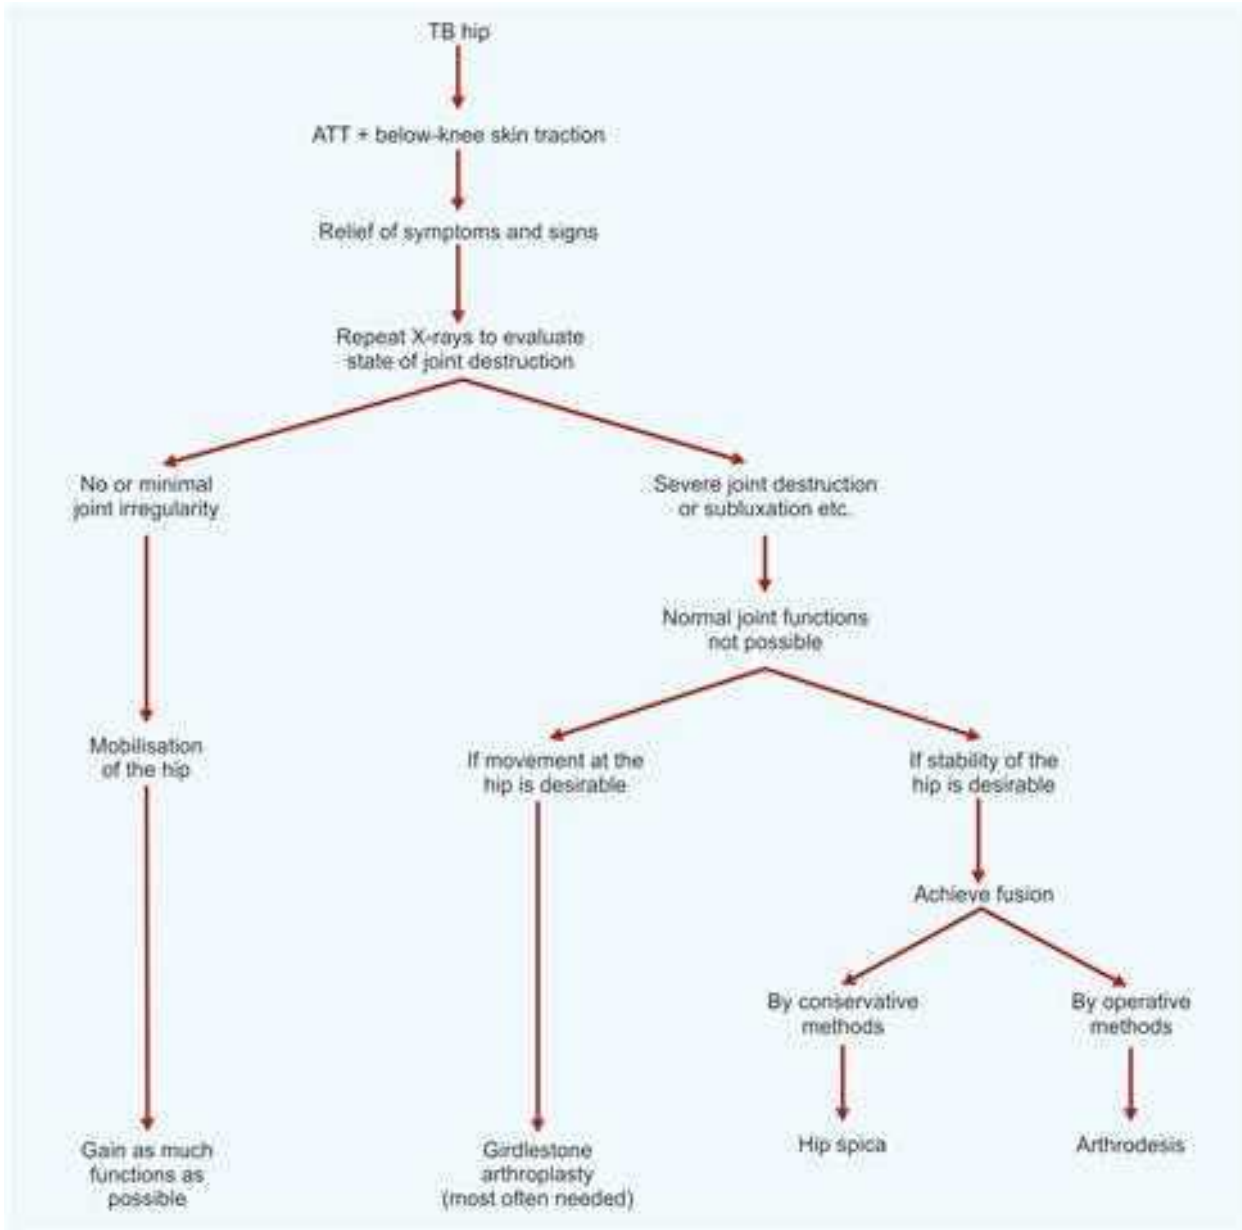 TB hip
ATT + below-knee skin traction
Relief of symptoms and signs
Repeat X-rays to evaluate
state of joint destruction
No or minimal
joint irregularity
Severe joint destruction
or subluxation etc.
Normal joint functions
not possible
Mobilisation
of the hip
If movement at the
hip is desirable
If stability of the
hip is desirable
Achieve fusion
By conservative
methods
By operative
methods
Gain as much
functions as
possible
Girdlestone
arthroplasty
(most often needed)
Hip spica
Arthrodesis